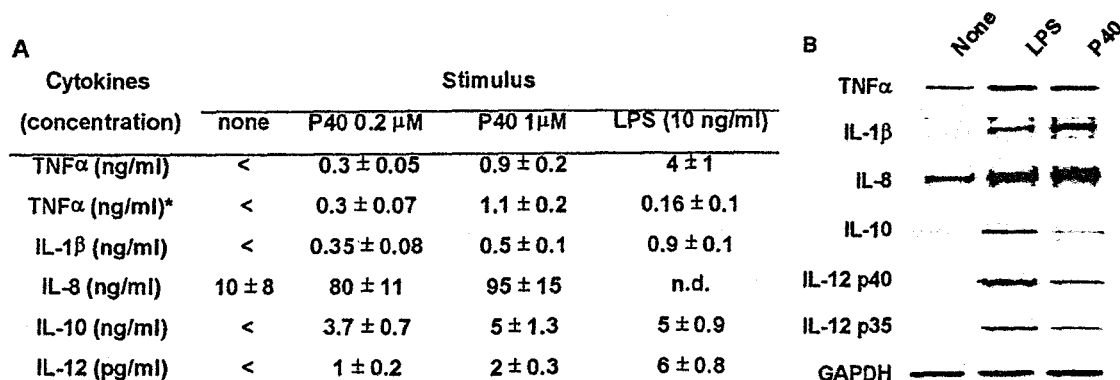 A
Cytokines Stimulus
(concentration) none P40 0.2 µM P40 1µM LPS (10 ng/ml)
TNFα (ng/ml) < 0.3 ± 0.05 0.9 ± 0.2 4 ± 1
TNFα (ng/ml)* < 0.3 ± 0.07 1.1 ± 0.2 0.16 ± 0.1
IL-1β (ng/ml) < 0.35 ± 0.08 0.5 ± 0.1 0.9 ± 0.1
IL-8 (ng/ml) 10 ± 8 80 ± 11 95 ± 15 n.d.
IL-10 (ng/ml) < 3.7 ± 0.7 5 ± 1.3 5 ± 0.9
IL-12 (pg/ml) < 1 ± 0.2 2 ± 0.3 6 ± 0.8
B
None LPS P40
TNFα
IL-1β
IL-8
IL-10
IL-12 p40
IL-12 p35
GAPDH